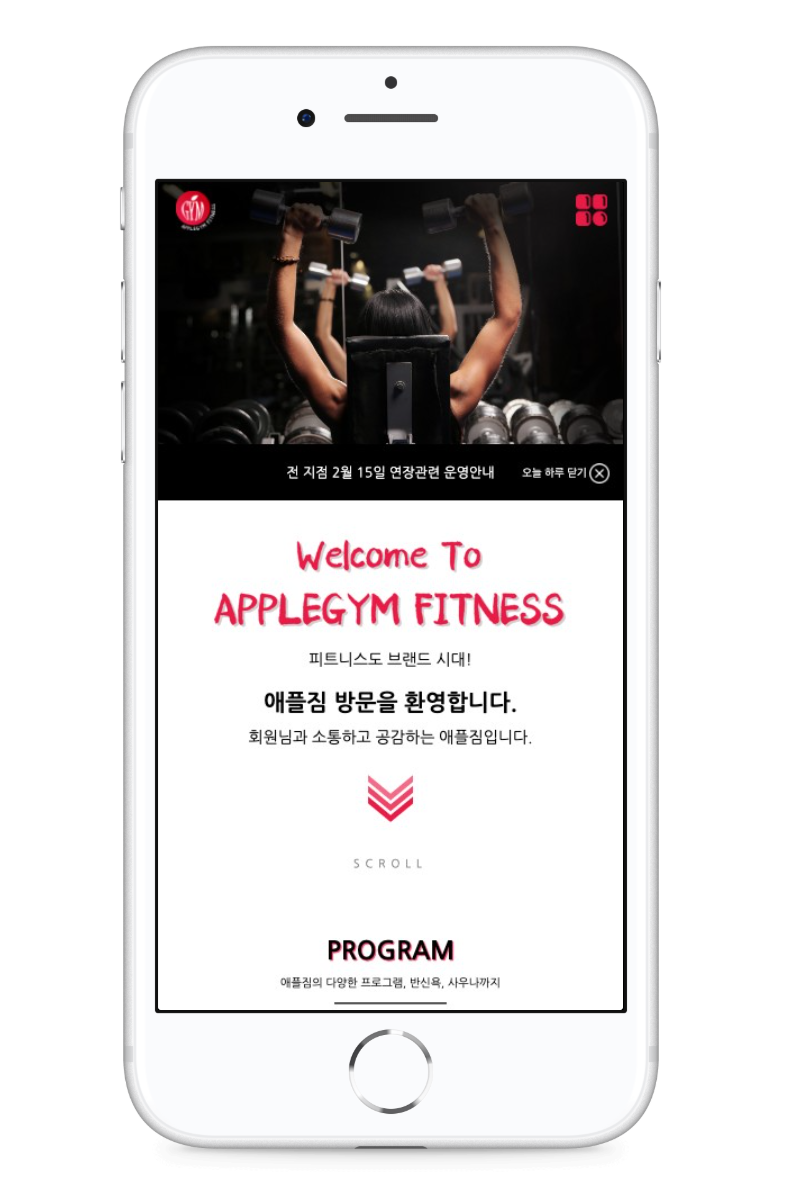 GYM
APPLEGYM FITNESS
전 지점 2월 15일 연장관련 운영안내
오늘 하루 닫기
Welcome To
APPLEGYM FITNESS
피트니스도 브랜드 시대!
애플짐 방문을 환영합니다.
회원님과 소통하고 공감하는 애플짐입니다.
SCROLL
PROGRAM
애플짐의 다양한 프로그램, 반신욕, 사우나까지